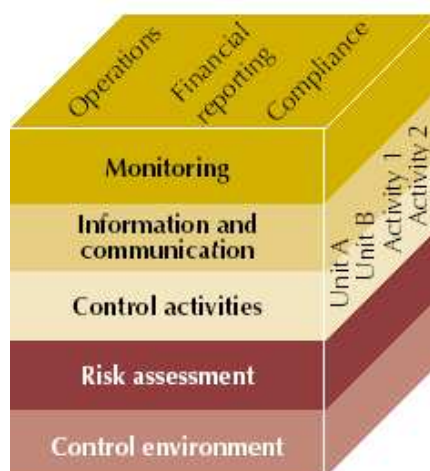 Operations
Financial
reporting
Compliance
Monitoring
Information and
communication
Control activities
Risk assessment
Control environment
Unit A
Unit B
Activity 1
Activity 2